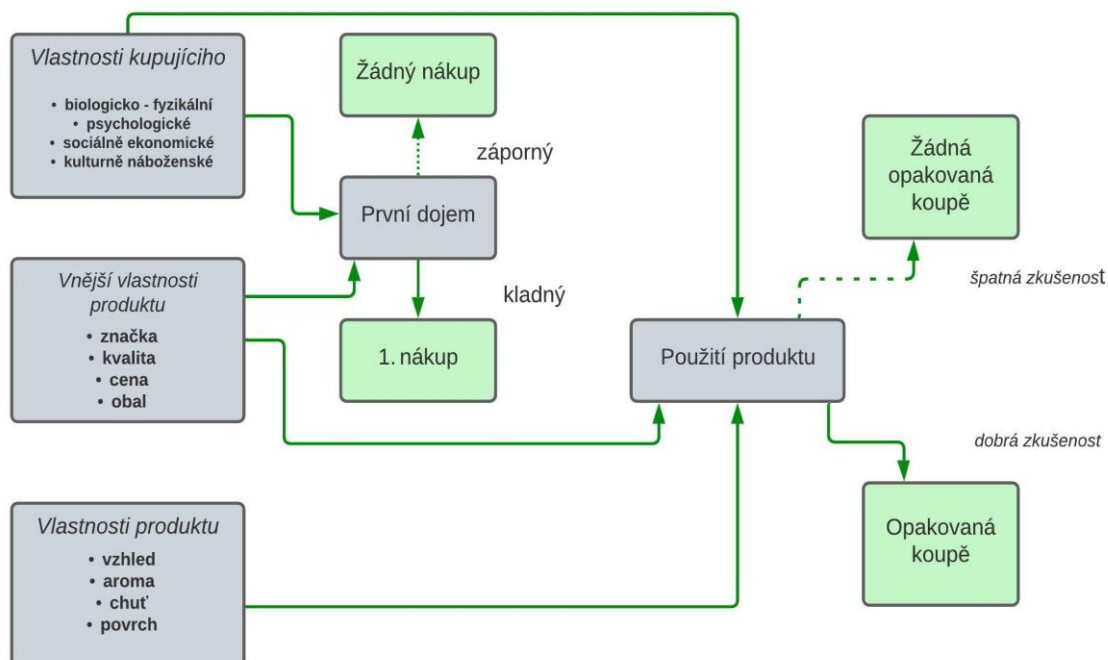 Vlastnosti kupujíciho
• biologicko - fyzikální
• psychologické
• sociálně ekonomické
• kulturně náboženské
Žádný nákup
záporný
První dojem
kladný
1. nákup
Vnější vlastnosti
produktu
• značka
• kvalita
• cena
• obal
Vlastnosti produktu
• vzhled
• aroma
• chuť
• povrch
Použití produktu
Žádná
opakovaná
koupě
špatná zkušenost
dobrá zkušenost
Opakovaná
koupě